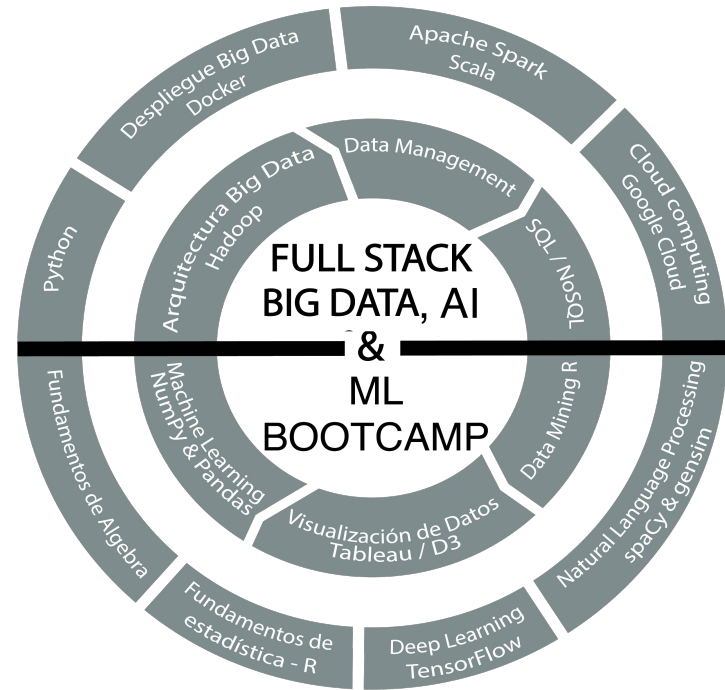 Despliegue Big Data
Docker
Apache Spark
Scala
Cloud computing
Google Cloud
Python
Arquitectura Big Data
Hadoop
Data Management
SQL / NoSQL
FULL STACK
BIG DATA, AI
&
ML
BOOTCAMP
Machine Learning
NumPy & Pandas
Data Mining R
Visualización de Datos
Tableau / D3
Fundamentos de Algebra
Natural Language Processing
spaCy & gensim
Fundamentos de
estadística - R
Deep Learning
TensorFlow